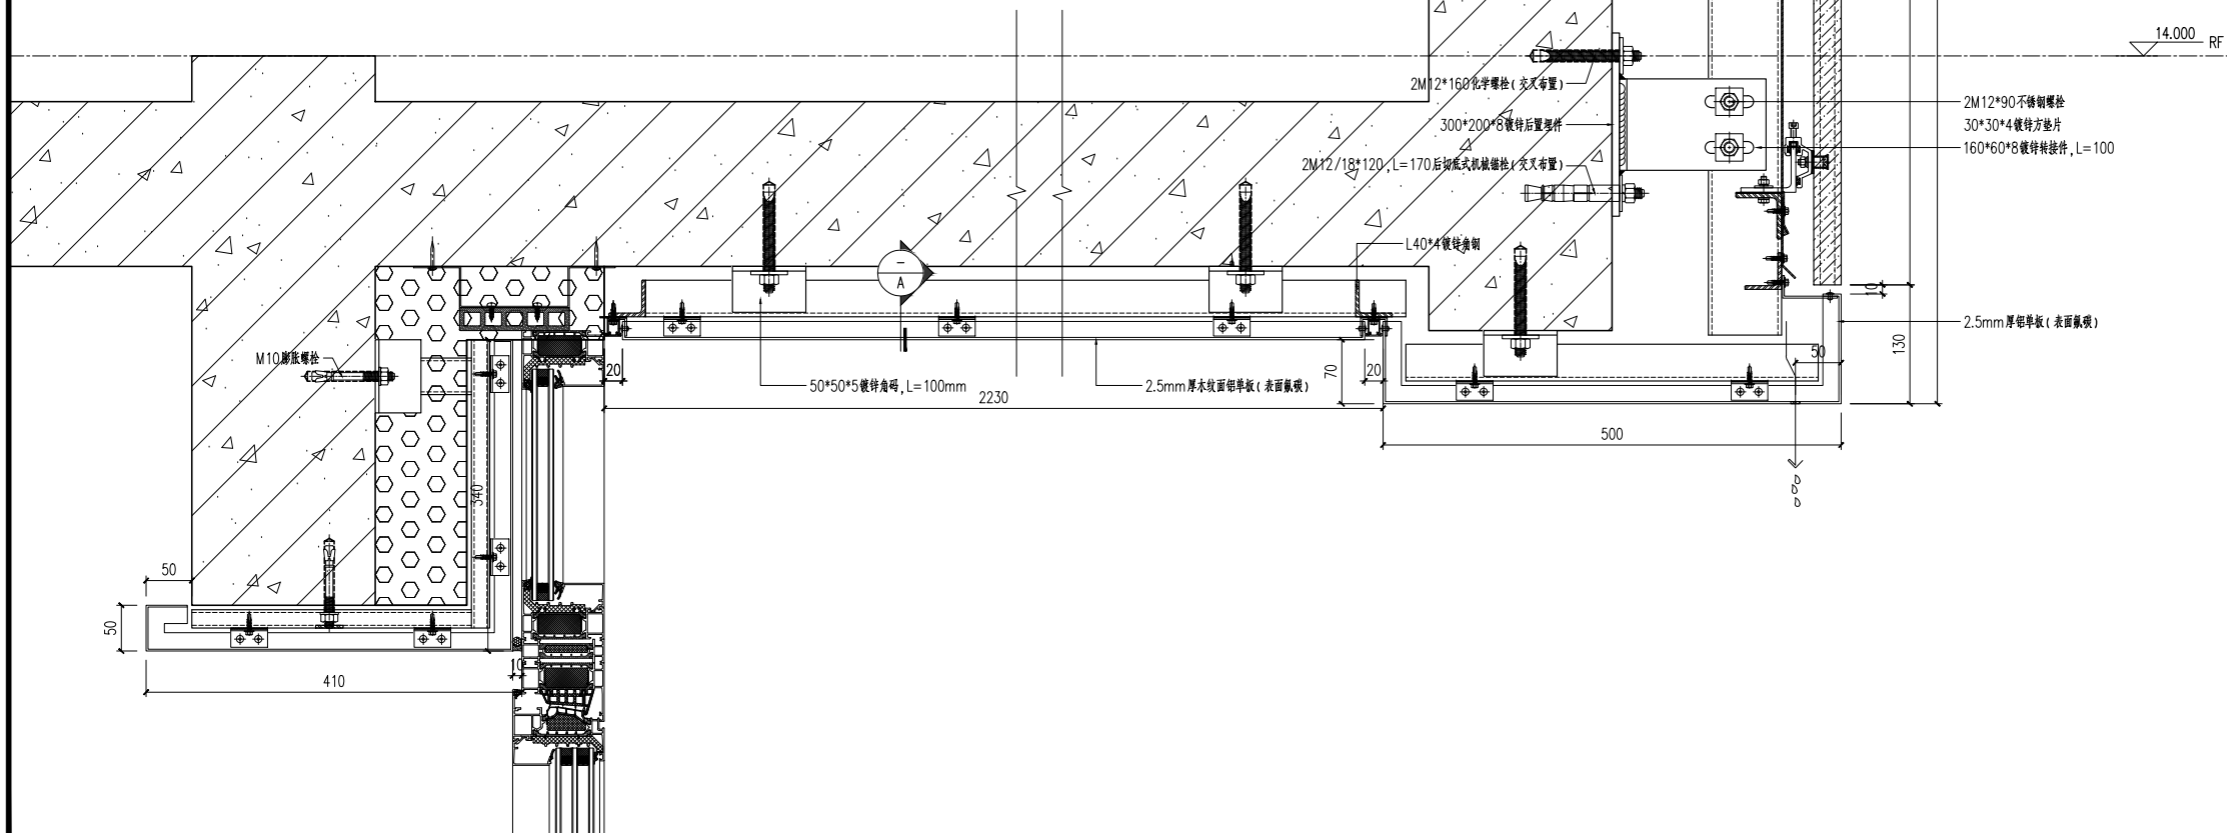 14.000 RF
2M12*160化学螺栓(交叉布置)
2M12*90不锈钢螺栓
300*200*8镀锌后置埋件
30*30*4镀锌方垫片
160*60*8镀锌转接件,L=100
2M12/18*120,L=170后切底式机械锚栓(交叉布置)
L40*4镀锌角钢
—
A
10
2.5mm厚铝单板(表面氟碳)
130
50
M10膨胀螺栓
20
50*50*5镀锌角码,L=100mm
2.5mm厚木纹面铝单板(表面氟碳)
70
20
2230
500
340
50
50
10
410